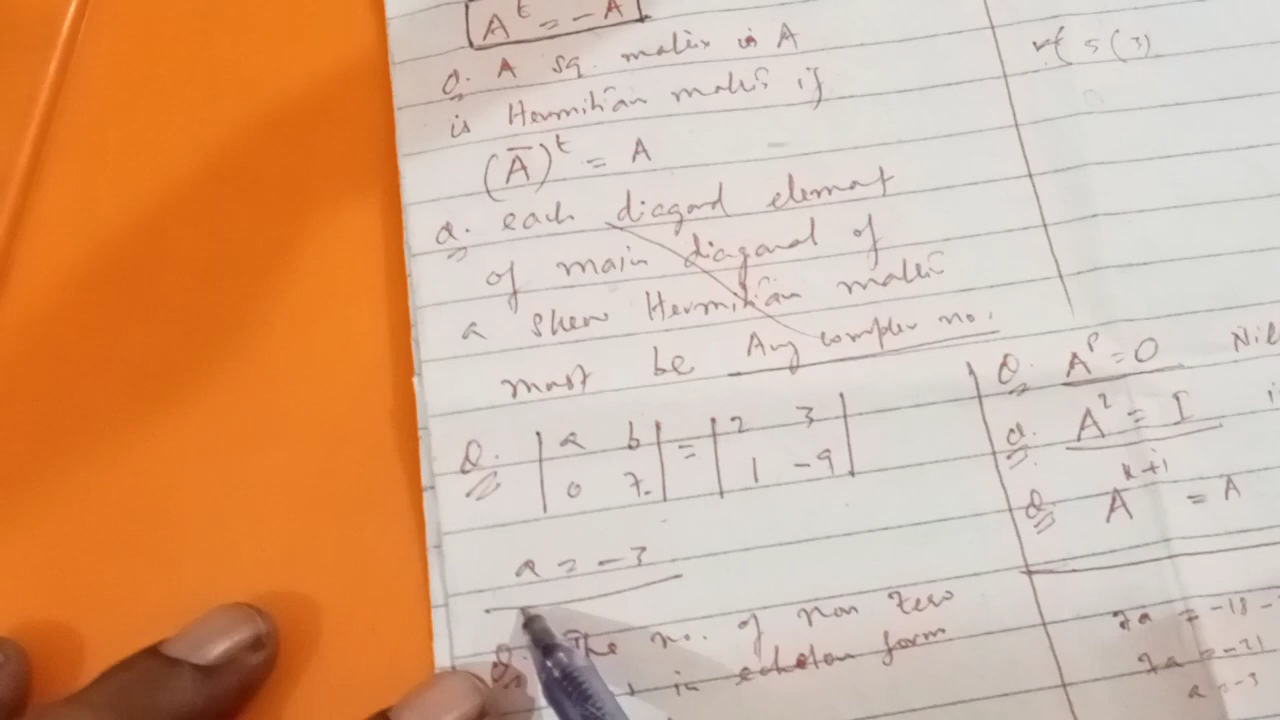 A^t = -A
Q. A sq. matrix is A
is Hermitian matrix if
(Ā)^t = A
Q. each diagonal element
of main diagonal of
a skew Hermitian matrix
must be Any complex no.
Q. | a b | = | 2 3 |
| 0 7 | | 1 -9 |
a = -3
Q. The no. of non zero
in echelon form
Q. A^p = 0 Nil
Q. A^2 = I i
Q. A^{k+1} = A
2a = -18 -
7a = -21
a = -3